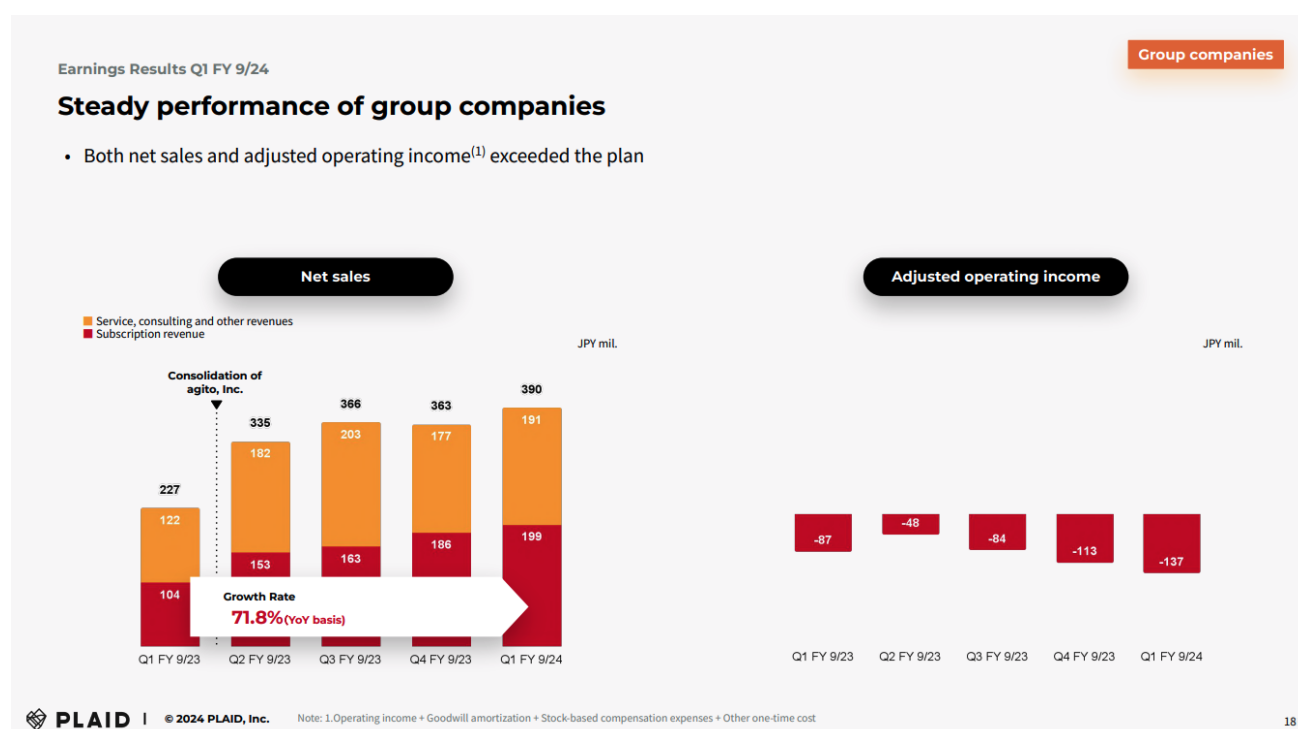 Group companies
Earnings Results Q1 FY 9/24
Steady performance of group companies
• Both net sales and adjusted operating income(1) exceeded the plan
Net sales
Service, consulting and other revenues
Subscription revenue
JPY mil.
Consolidation of
agito, Inc.
227
335
366
363
390
122
182
203
177
191
104
153
163
186
199
Growth Rate
71.8%(YoY basis)
Q1 FY 9/23 Q2 FY 9/23 Q3 FY 9/23 Q4 FY 9/23 Q1 FY 9/24
Adjusted operating income
JPY mil.
-87
-48
-84
-113
-137
Q1 FY 9/23 Q2 FY 9/23 Q3 FY 9/23 Q4 FY 9/23 Q1 FY 9/24
PLAID | © 2024 PLAID, Inc. Note: 1.Operating income + Goodwill amortization + Stock-based compensation expenses + Other one-time cost
18